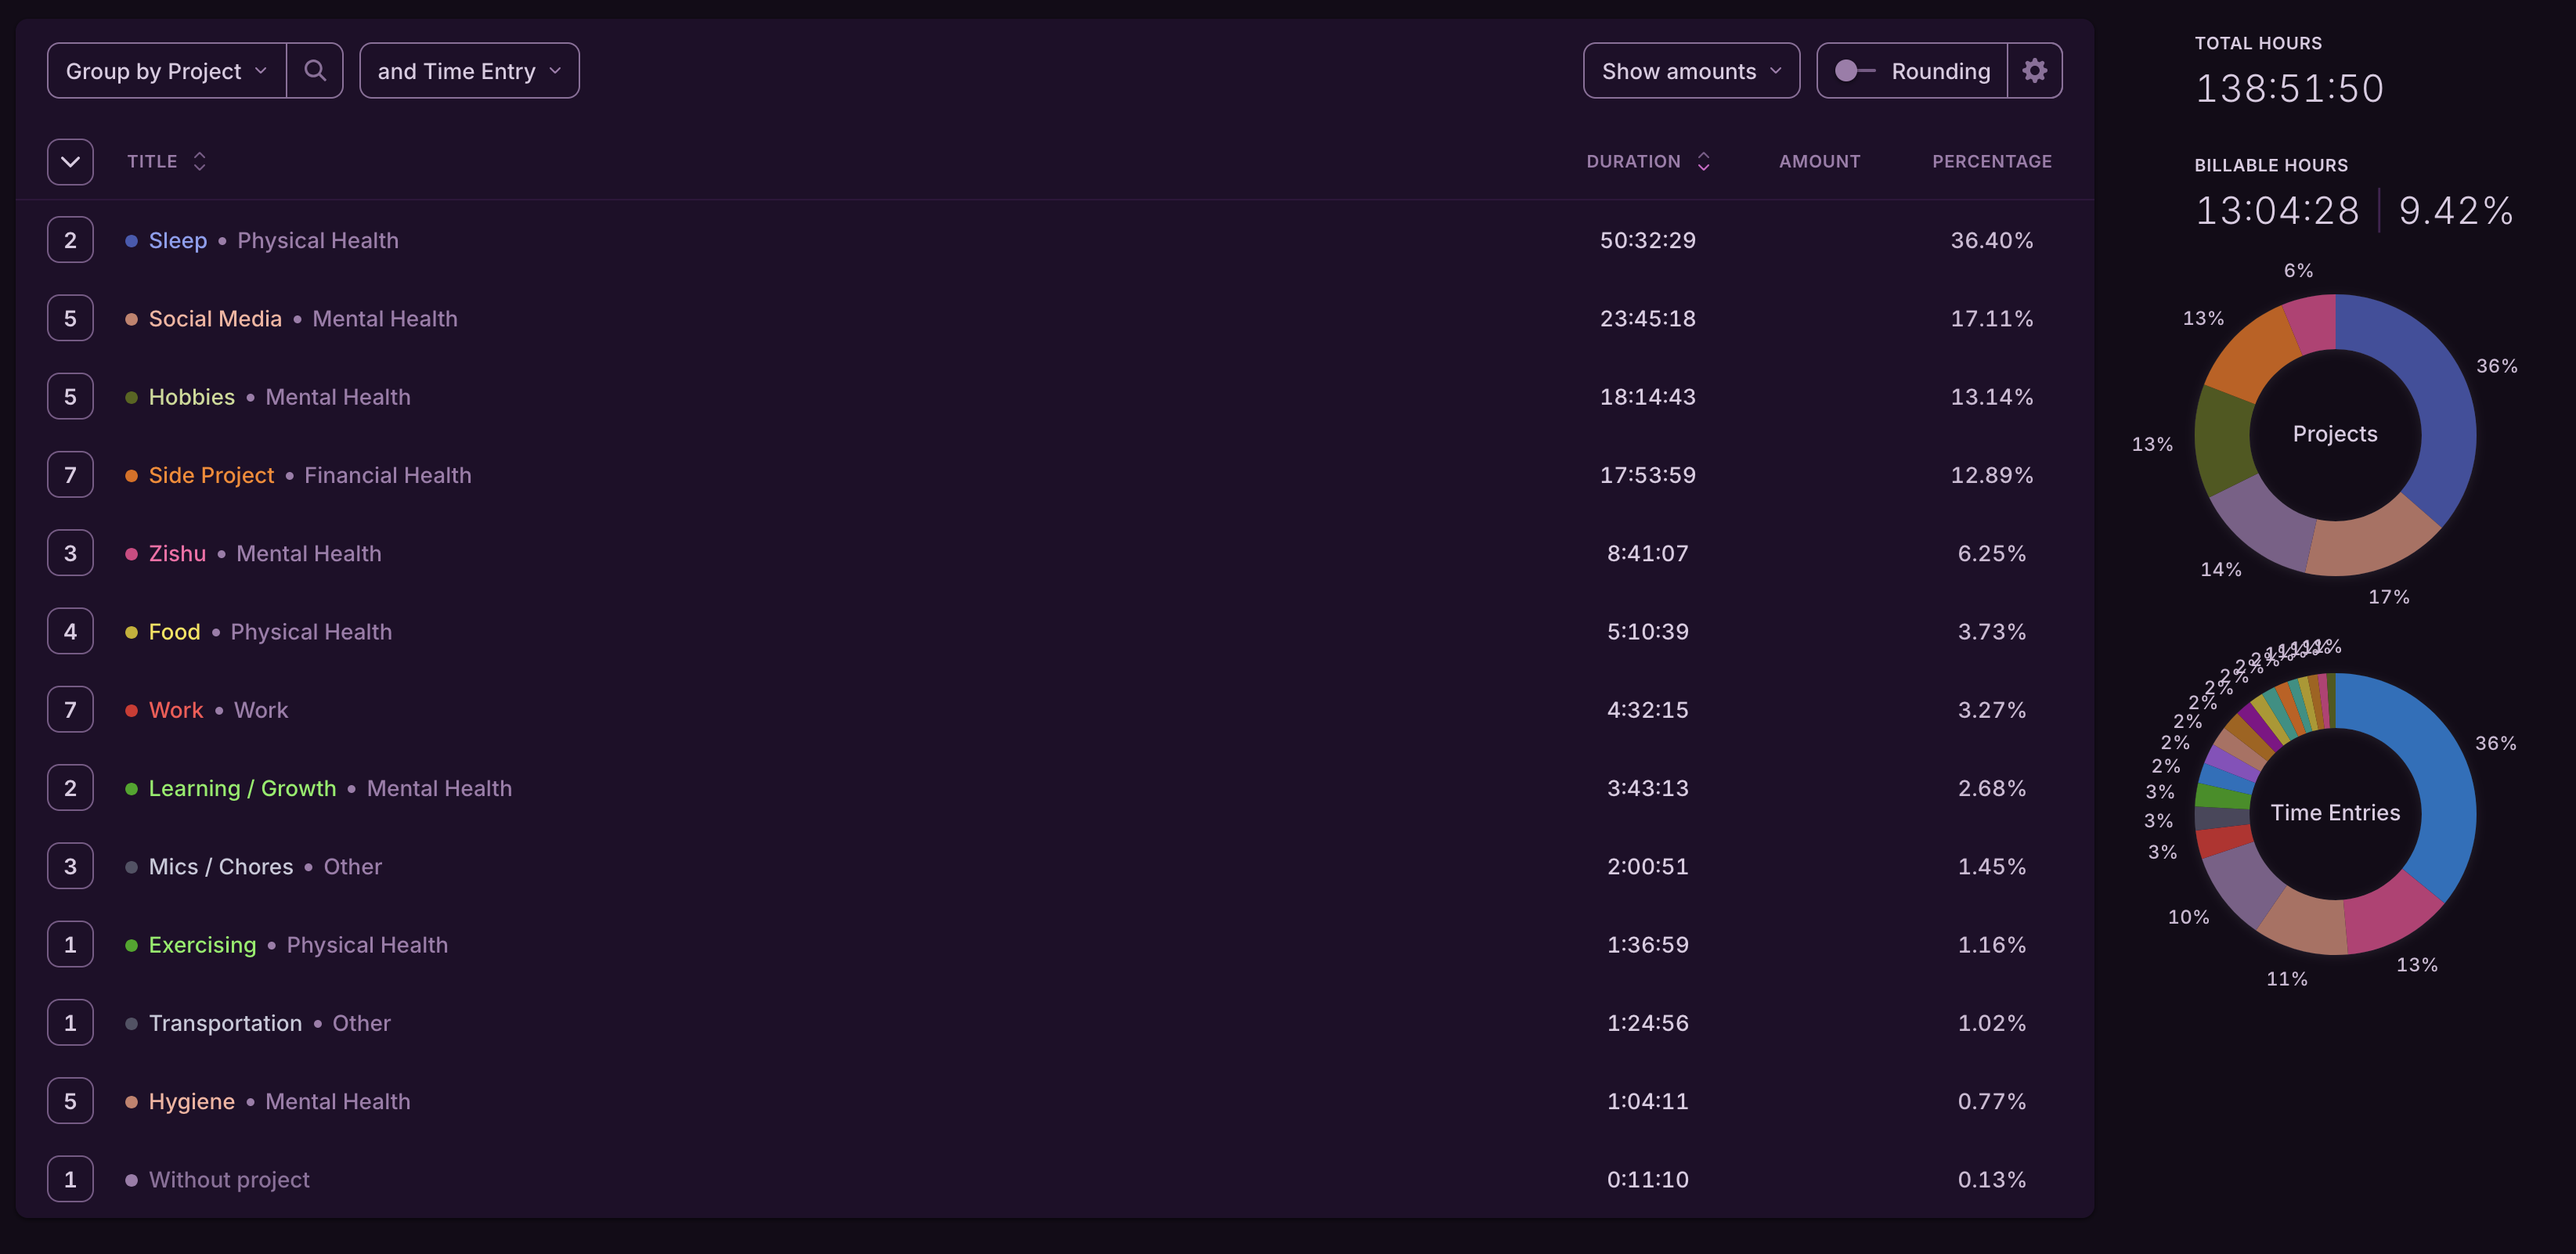 Group by Project
and Time Entry
Show amounts
Rounding
TITLE DURATION AMOUNT PERCENTAGE
2 Sleep • Physical Health 50:32:29 36.40%
5 Social Media • Mental Health 23:45:18 17.11%
5 Hobbies • Mental Health 18:14:43 13.14%
7 Side Project • Financial Health 17:53:59 12.89%
3 Zishu • Mental Health 8:41:07 6.25%
4 Food • Physical Health 5:10:39 3.73%
7 Work • Work 4:32:15 3.27%
2 Learning / Growth • Mental Health 3:43:13 2.68%
3 Mics / Chores • Other 2:00:51 1.45%
1 Exercising • Physical Health 1:36:59 1.16%
1 Transportation • Other 1:24:56 1.02%
5 Hygiene • Mental Health 1:04:11 0.77%
1 Without project 0:11:10 0.13%
TOTAL HOURS
138:51:50
BILLABLE HOURS
13:04:28 9.42%
6%
13%
36%
Projects
13%
14%
17%
2%
2%
2%
2%
2%
2%
2%
36%
2%
3%
Time Entries
3%
3%
10%
13%
11%